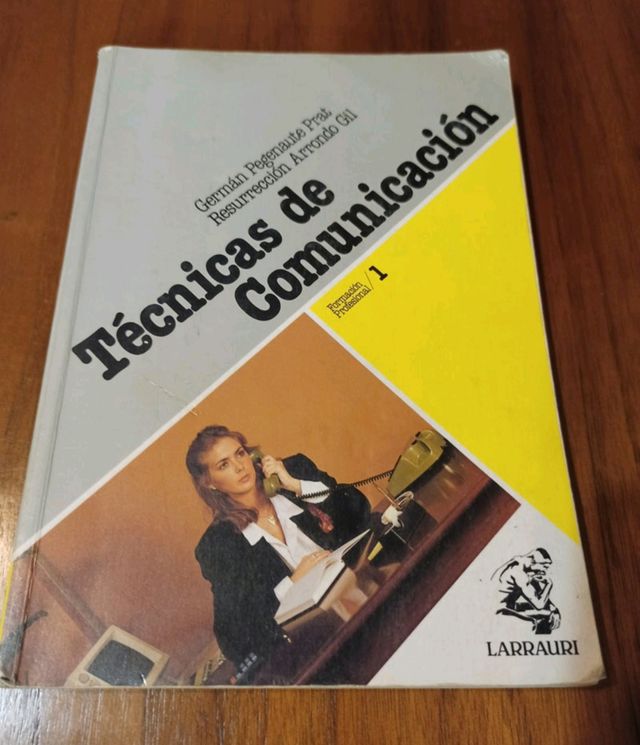 Germán Pegenaute Prat
Resurrección Arrondo Gil
Técnicas de
Comunicación
Formación
Profesional/1
LARRAURI